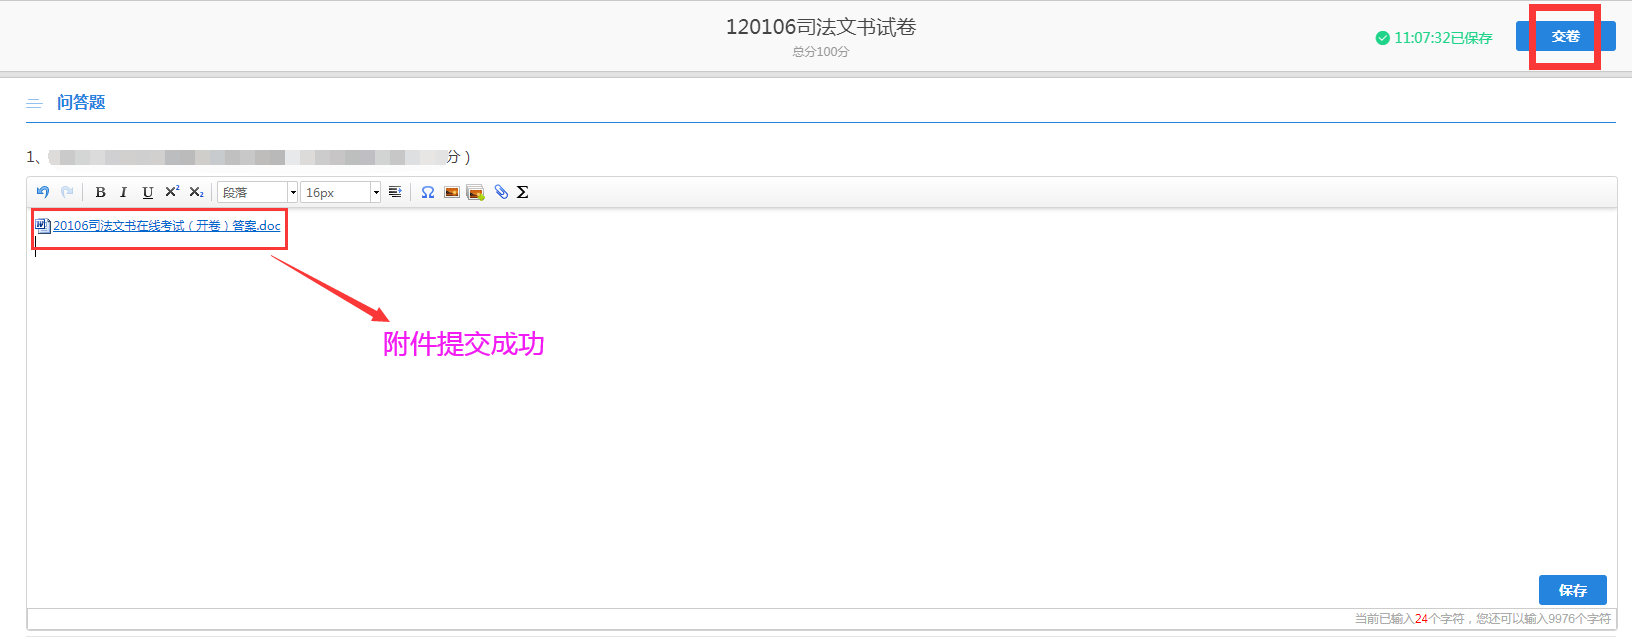 120106司法文书试卷
总分100分
11:07:32已保存
交卷
问答题
1、
分）
B I U X² X₂ 段落 16px Ω Σ
20106司法文书在线考试（开卷）答案.doc
附件提交成功
保存
当前已输入24个字符，您还可以输入9976个字符